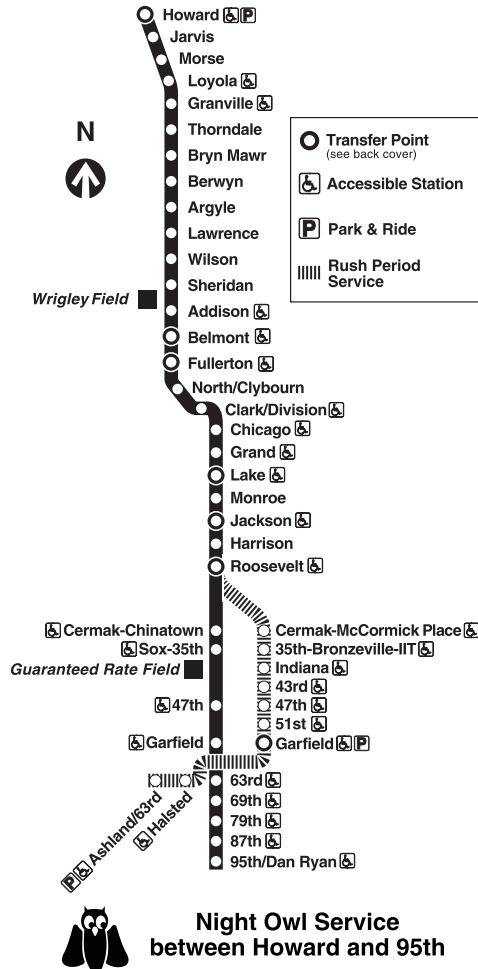 Howard P
Jarvis
Morse
Loyola
Granville
N
Thorndale
Bryn Mawr
Berwyn
Argyle
Lawrence
Wilson
Sheridan
Wrigley Field
Addison
Belmont
Fullerton
North/Clybourn
Clark/Division
Chicago
Grand
Lake
Monroe
Jackson
Harrison
Roosevelt
Transfer Point
(see back cover)
Accessible Station
P Park & Ride
Rush Period
Service
Cermak-Chinatown
Sox-35th
Guaranteed Rate Field
47th
Garfield
Cermak-McCormick Place
35th-Bronzeville-IIT
Indiana
43rd
47th
51st
Garfield P
P Ashland/63rd
Halsted
63rd
69th
79th
87th
95th/Dan Ryan
Night Owl Service
between Howard and 95th